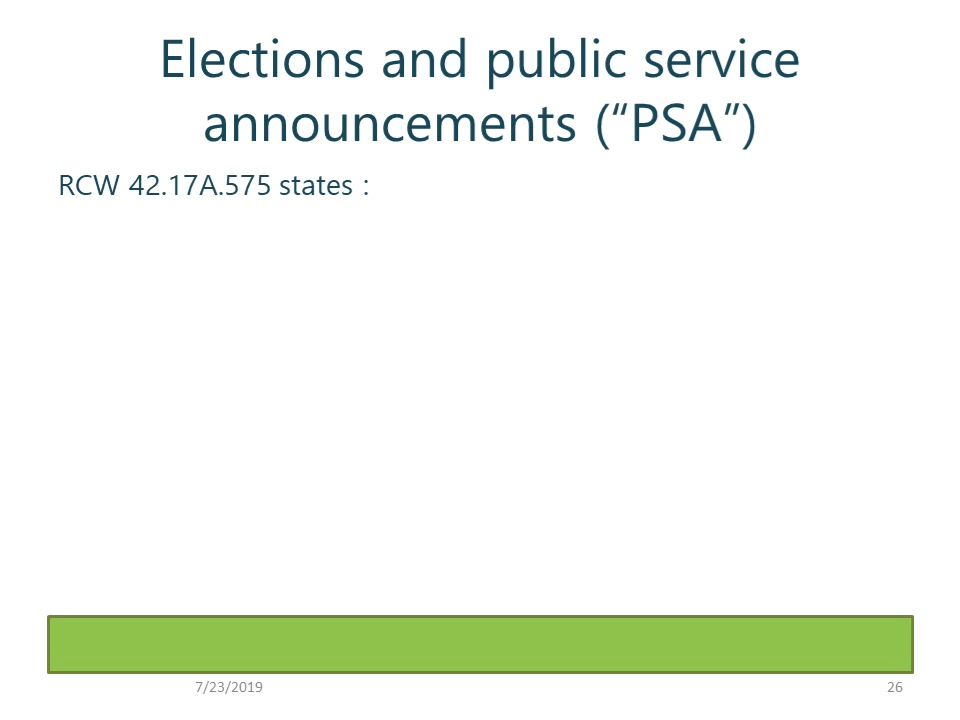 Elections and public service
announcements (“PSA”)
RCW 42.17A.575 states :
7/23/2019
26